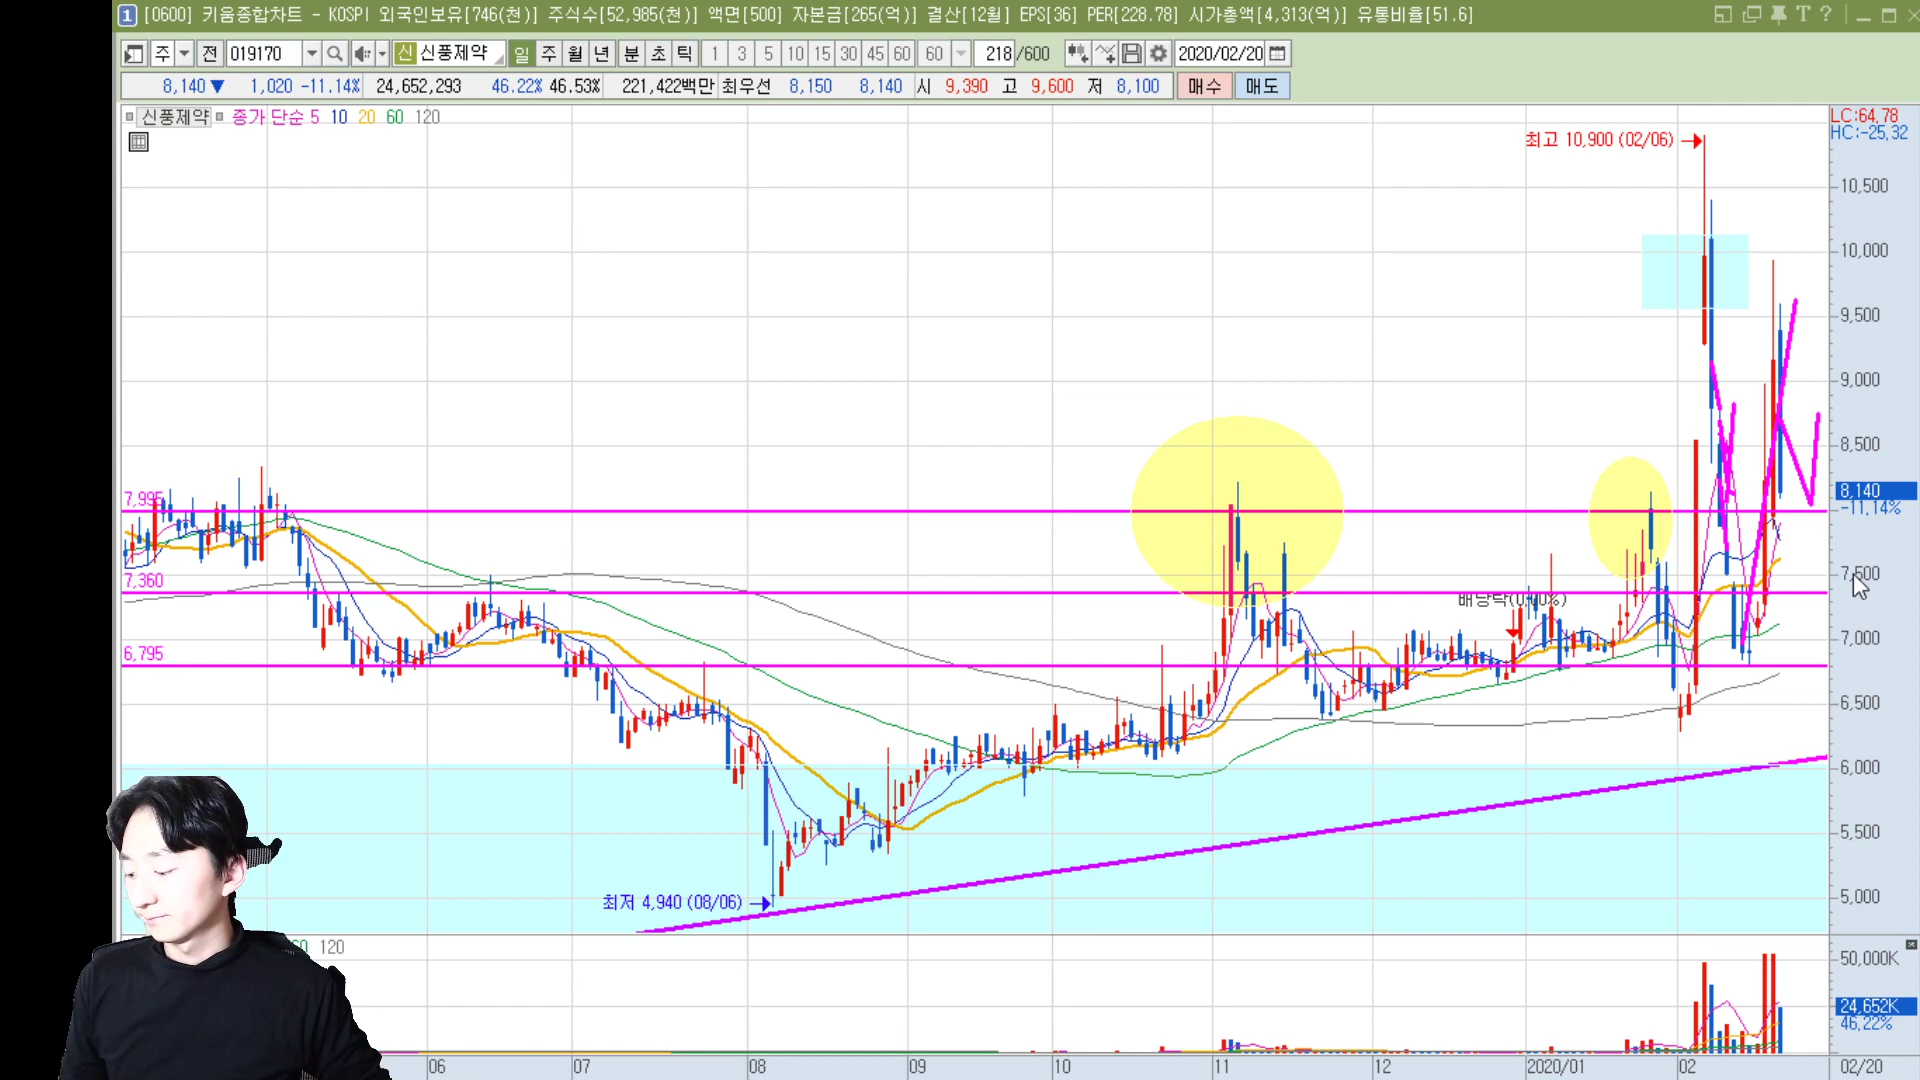 1 [0600] 키움종합차트 - KOSPI 외국인보유[746(천)] 주식수[52,985(천)] 액면[500] 자본금[265(억)] 결산[12월] EPS[36] PER[228.78] 시가총액[4,313(억)] 유통비율[51.6]
주 전 019170 신 신풍제약 일 주 월 년 분 초 틱 1 3 5 10 15 30 45 60 60 218 /600 T ? 2020/02/20
8,140 ▼ 1,020 -11.14% 24,652,293 46.22% 46.53% 221,422백만 최우선 8,150 8,140 시 9,390 고 9,600 저 8,100 매수 매도
신풍제약 종가 단순 5 10 20 60 120
LC:64,78
HC:-25,32
최고 10,900 (02/06)
10,500
10,000
9,500
9,000
8,500
8,140
-11,14%
7,995
7,500
7,360
배당락(0,00%)
7,000
6,795
6,500
6,000
5,500
5,000
최저 4,940 (08/06)
60 120
50,000K
24,652K
46,22%
06 07 08 09 10 11 12 2020/01 02 02/20